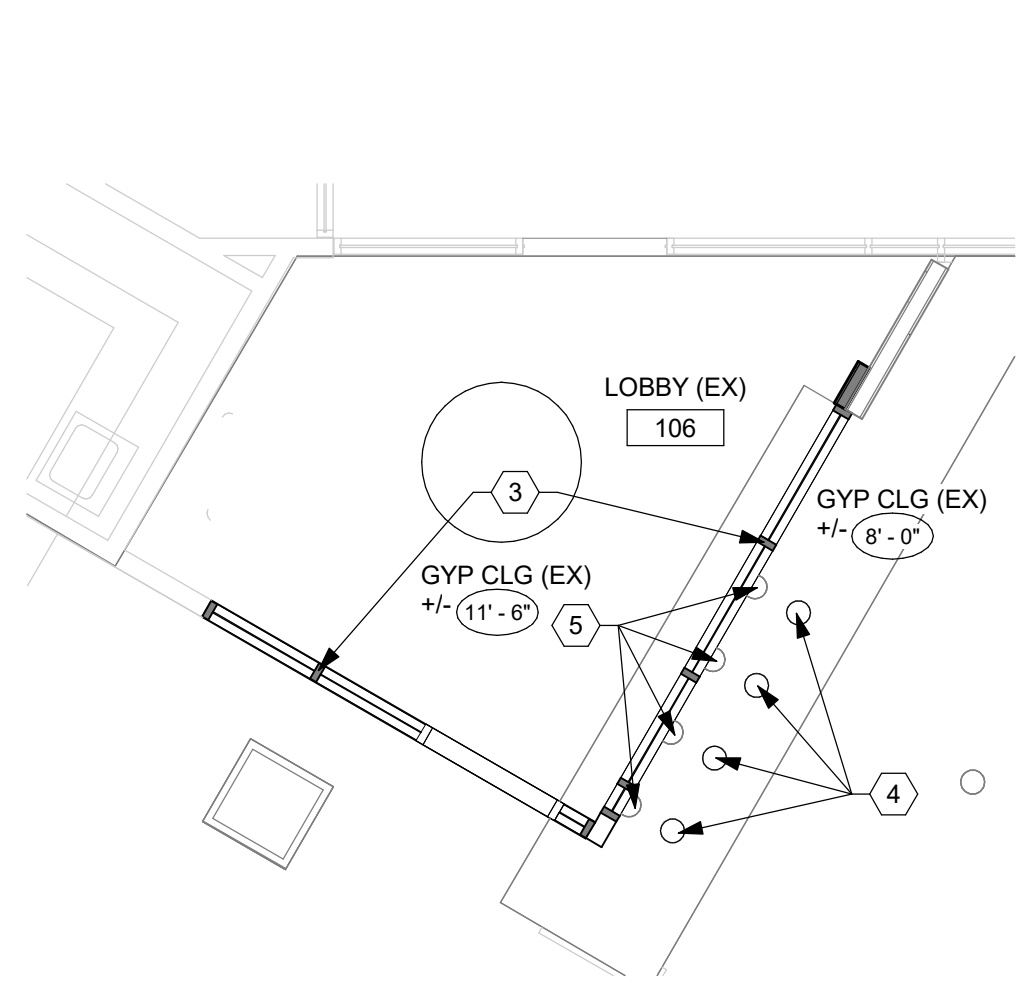 LOBBY (EX)
106
3
GYP CLG (EX)
+/- 8' - 0"
GYP CLG (EX)
+/- 11' - 6"
5
4